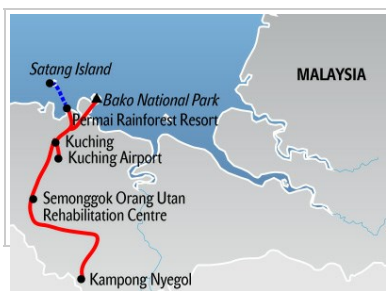 Satang Island
MALAYSIA
Bako National Park
Permai Rainforest Resort
Kuching
Kuching Airport
Semonggok Orang Utan
Rehabilitation Centre
Kampong Nyegol